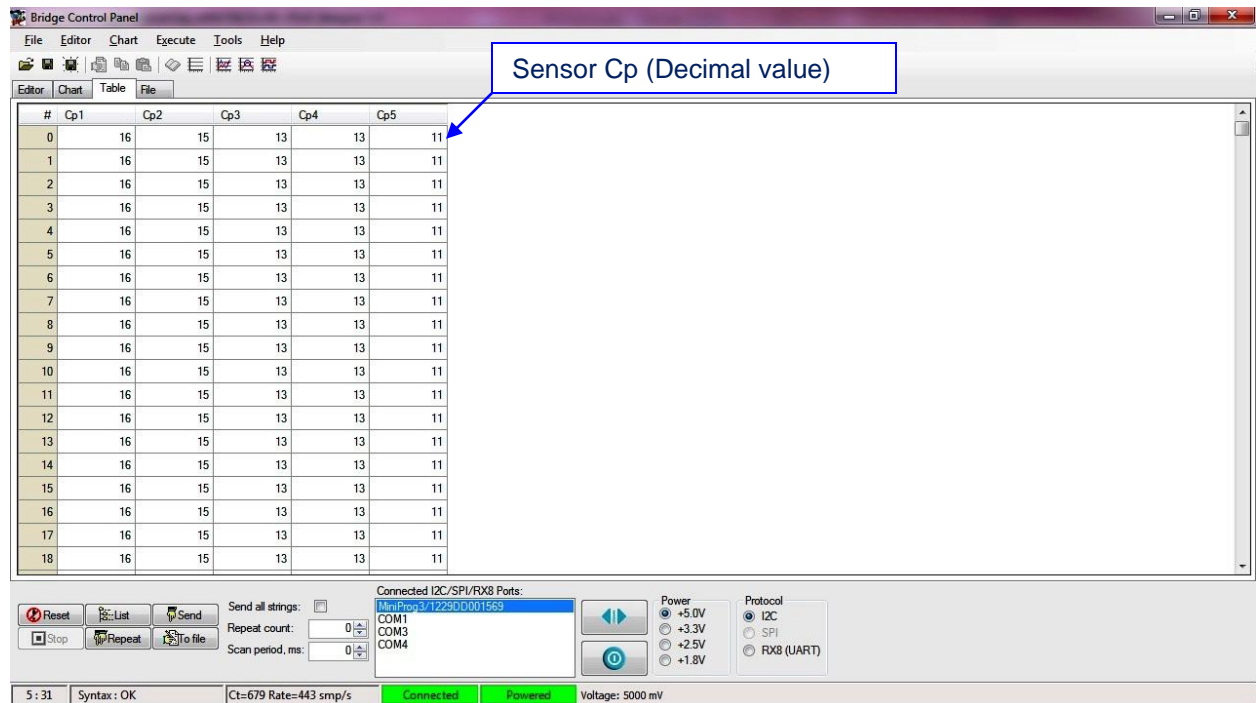 Bridge Control Panel
File Editor Chart Execute Tools Help
Sensor Cp (Decimal value)
Editor Chart Table File
# Cp1 Cp2 Cp3 Cp4 Cp5
0 16 15 13 13 11
1 16 15 13 13 11
2 16 15 13 13 11
3 16 15 13 13 11
4 16 15 13 13 11
5 16 15 13 13 11
6 16 15 13 13 11
7 16 15 13 13 11
8 16 15 13 13 11
9 16 15 13 13 11
10 16 15 13 13 11
11 16 15 13 13 11
12 16 15 13 13 11
13 16 15 13 13 11
14 16 15 13 13 11
15 16 15 13 13 11
16 16 15 13 13 11
17 16 15 13 13 11
18 16 15 13 13 11
Reset List Send
Stop Repeat To file
Send all strings:
Repeat count: 0
Scan period, ms: 0
Connected I2C/SPI/RX8 Ports:
MiniProg3/1229DD001569
COM1
COM3
COM4
Power
+5.0V
+3.3V
+2.5V
+1.8V
Protocol
I2C
SPI
RX8 (UART)
5 : 31 Syntax : OK Ct=679 Rate=443 smp/s Connected Powered Voltage: 5000 mV